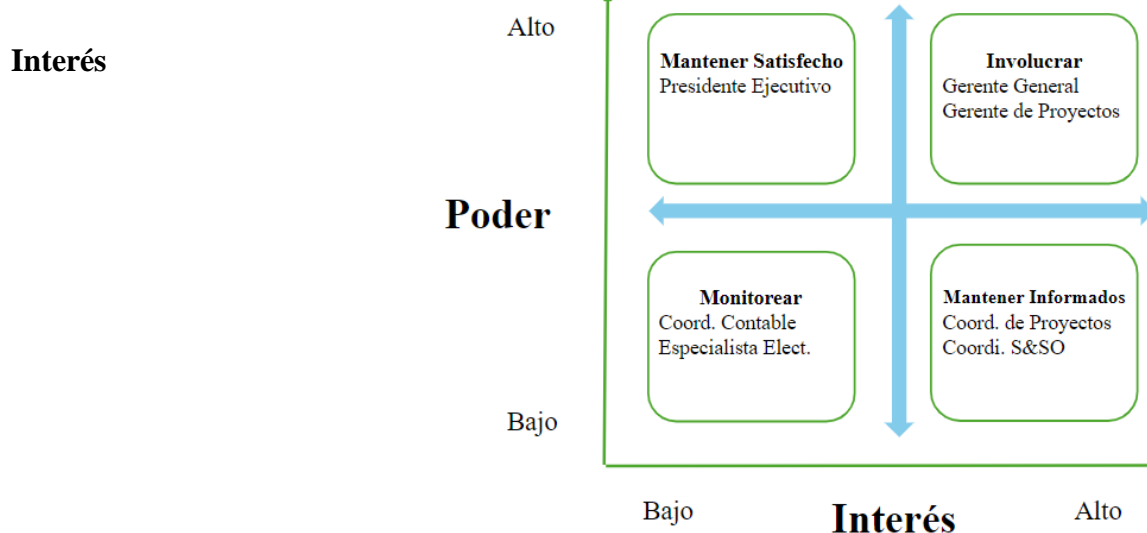 Interés
Alto
Mantener Satisfecho
Presidente Ejecutivo
Involucrar
Gerente General
Gerente de Proyectos
Poder
Monitorear
Coord. Contable
Especialista Elect.
Mantener Informados
Coord. de Proyectos
Coordi. S&SO
Bajo
Bajo
Interés
Alto